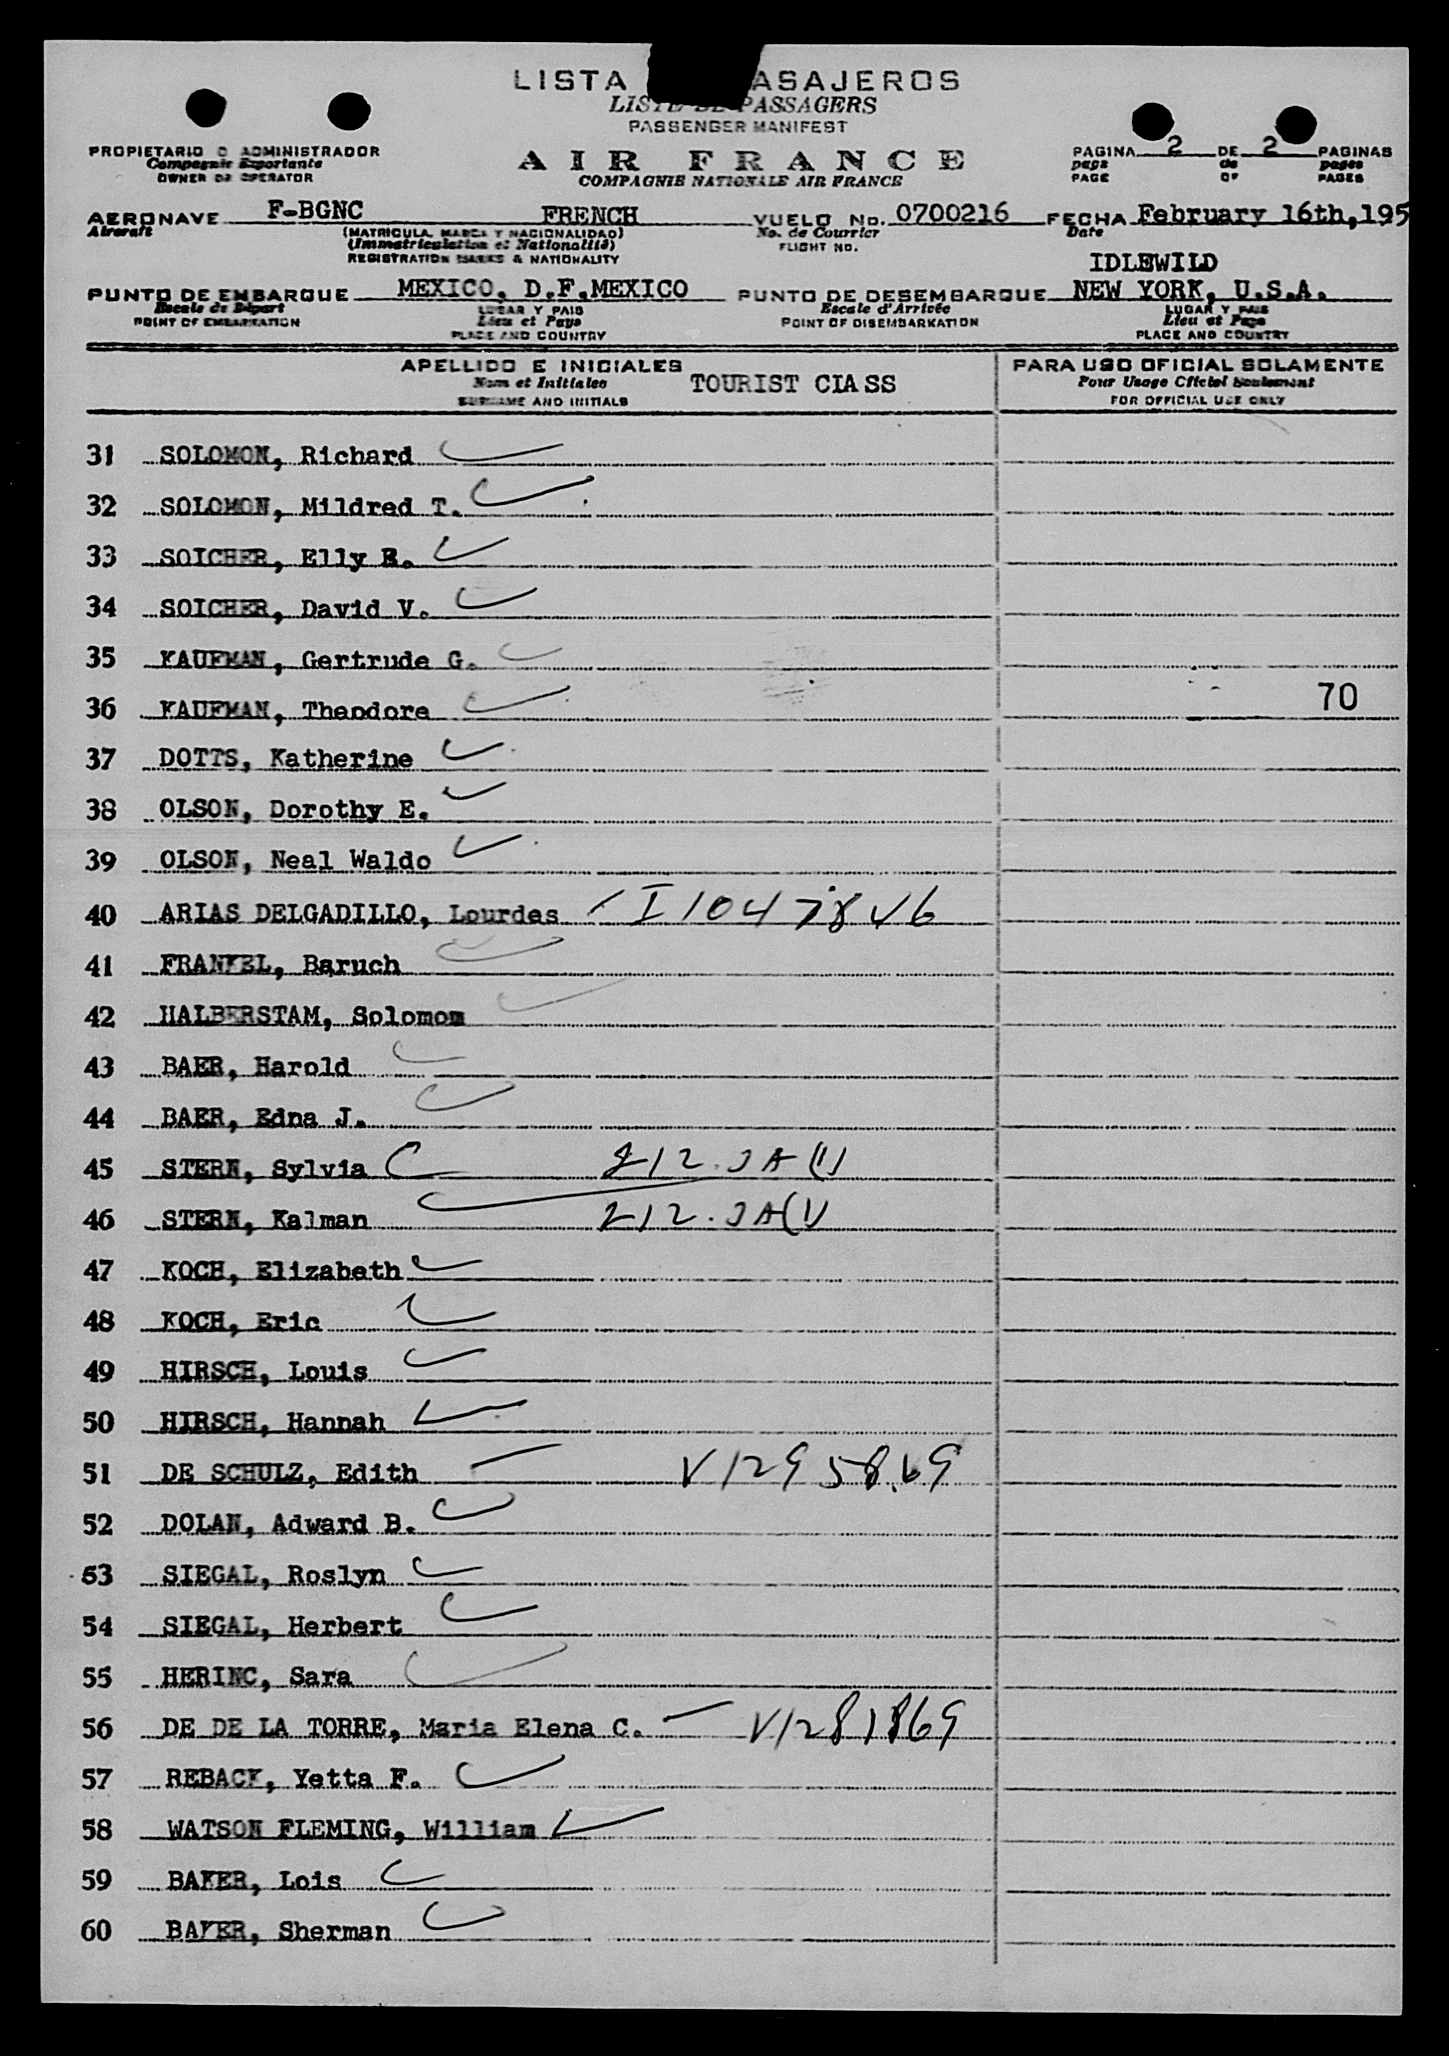 LISTA ASAJEROS
LISTE DE PASSAGERS
PASSENGER MANIFEST
AIR FRANCE
COMPAGNIE NATIONALE AIR FRANCE
PROPIETARIO O ADMINISTRADOR
Compagnie Exportante
OWNER OR OPERATOR
PAGINA 2 DE 2 PAGINAS
page de pages
PAGE OF PAGES
AERONAVE F-BGNC FRENCH VUELO No. 0700216 FECHA February 16th,195
Aircraft (MATRICULA, MARCA Y NACIONALIDAD) No. de Courrier Date
(Immatriculation et Nationalité) FLIGHT NO.
REGISTRATION MARKS & NATIONALITY
IDLEWILD
PUNTO DE EMBARQUE MEXICO, D.F.MEXICO PUNTO DE DESEMBARQUE NEW YORK, U.S.A.
Escale de Départ LUGAR Y PAIS Escale d'Arrivée LUGAR Y PAIS
POINT OF EMBARKATION Lieu et Pays POINT OF DISEMBARKATION Lieu et Pays
PLACE AND COUNTRY PLACE AND COUNTRY
APELLIDO E INICIALES PARA USO OFICIAL SOLAMENTE
Nom et Initiales TOURIST CLASS Pour Usage Officiel Seulement
SURNAME AND INITIALS FOR OFFICIAL USE ONLY
31 SOLOMON, Richard
32 SOLOMON, Mildred T.
33 SOICHER, Elly B.
34 SOICHER, David V.
35 KAUFMAN, Gertrude G.
36 KAUFMAN, Theodore 70
37 DOTTS, Katherine
38 OLSON, Dorothy E.
39 OLSON, Neal Waldo
40 ARIAS DELGADILLO, Lourdes I 1047846
41 FRANKEL, Baruch
42 HALBERSTAM, Solomom
43 BAER, Harold
44 BAER, Edna J.
45 STERN, Sylvia 212.JA(1)
46 STERN, Kalman 212.JA(1)
47 KOCH, Elizabeth
48 KOCH, Eric
49 HIRSCH, Louis
50 HIRSCH, Hannah
51 DE SCHULZ, Edith V1295869
52 DOLAN, Adward B.
53 SIEGAL, Roslyn
54 SIEGAL, Herbert
55 HERINC, Sara
56 DE DE LA TORRE, Maria Elena C. V1281869
57 REBACK, Yetta F.
58 WATSON FLEMING, William
59 BAKER, Lois
60 BAKER, Sherman